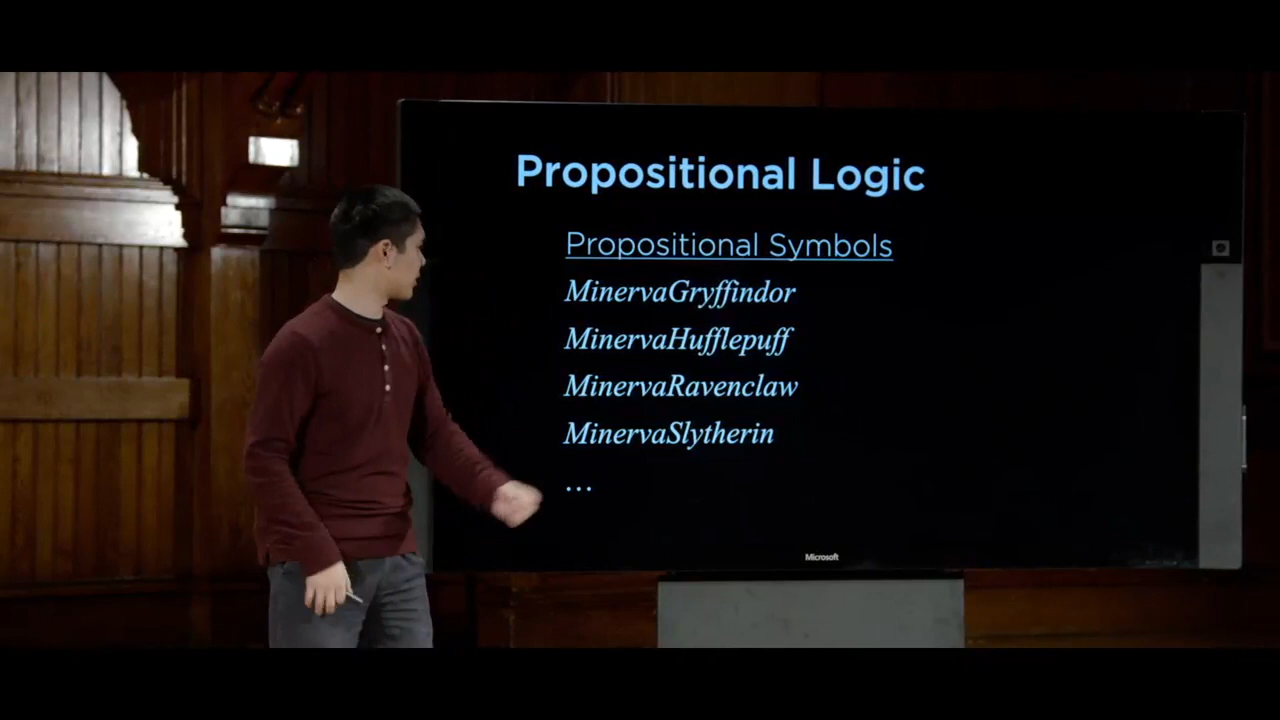 Propositional Logic
Propositional Symbols
MinervaGryffindor
MinervaHufflepuff
MinervaRavenclaw
MinervaSlytherin
...
Microsoft